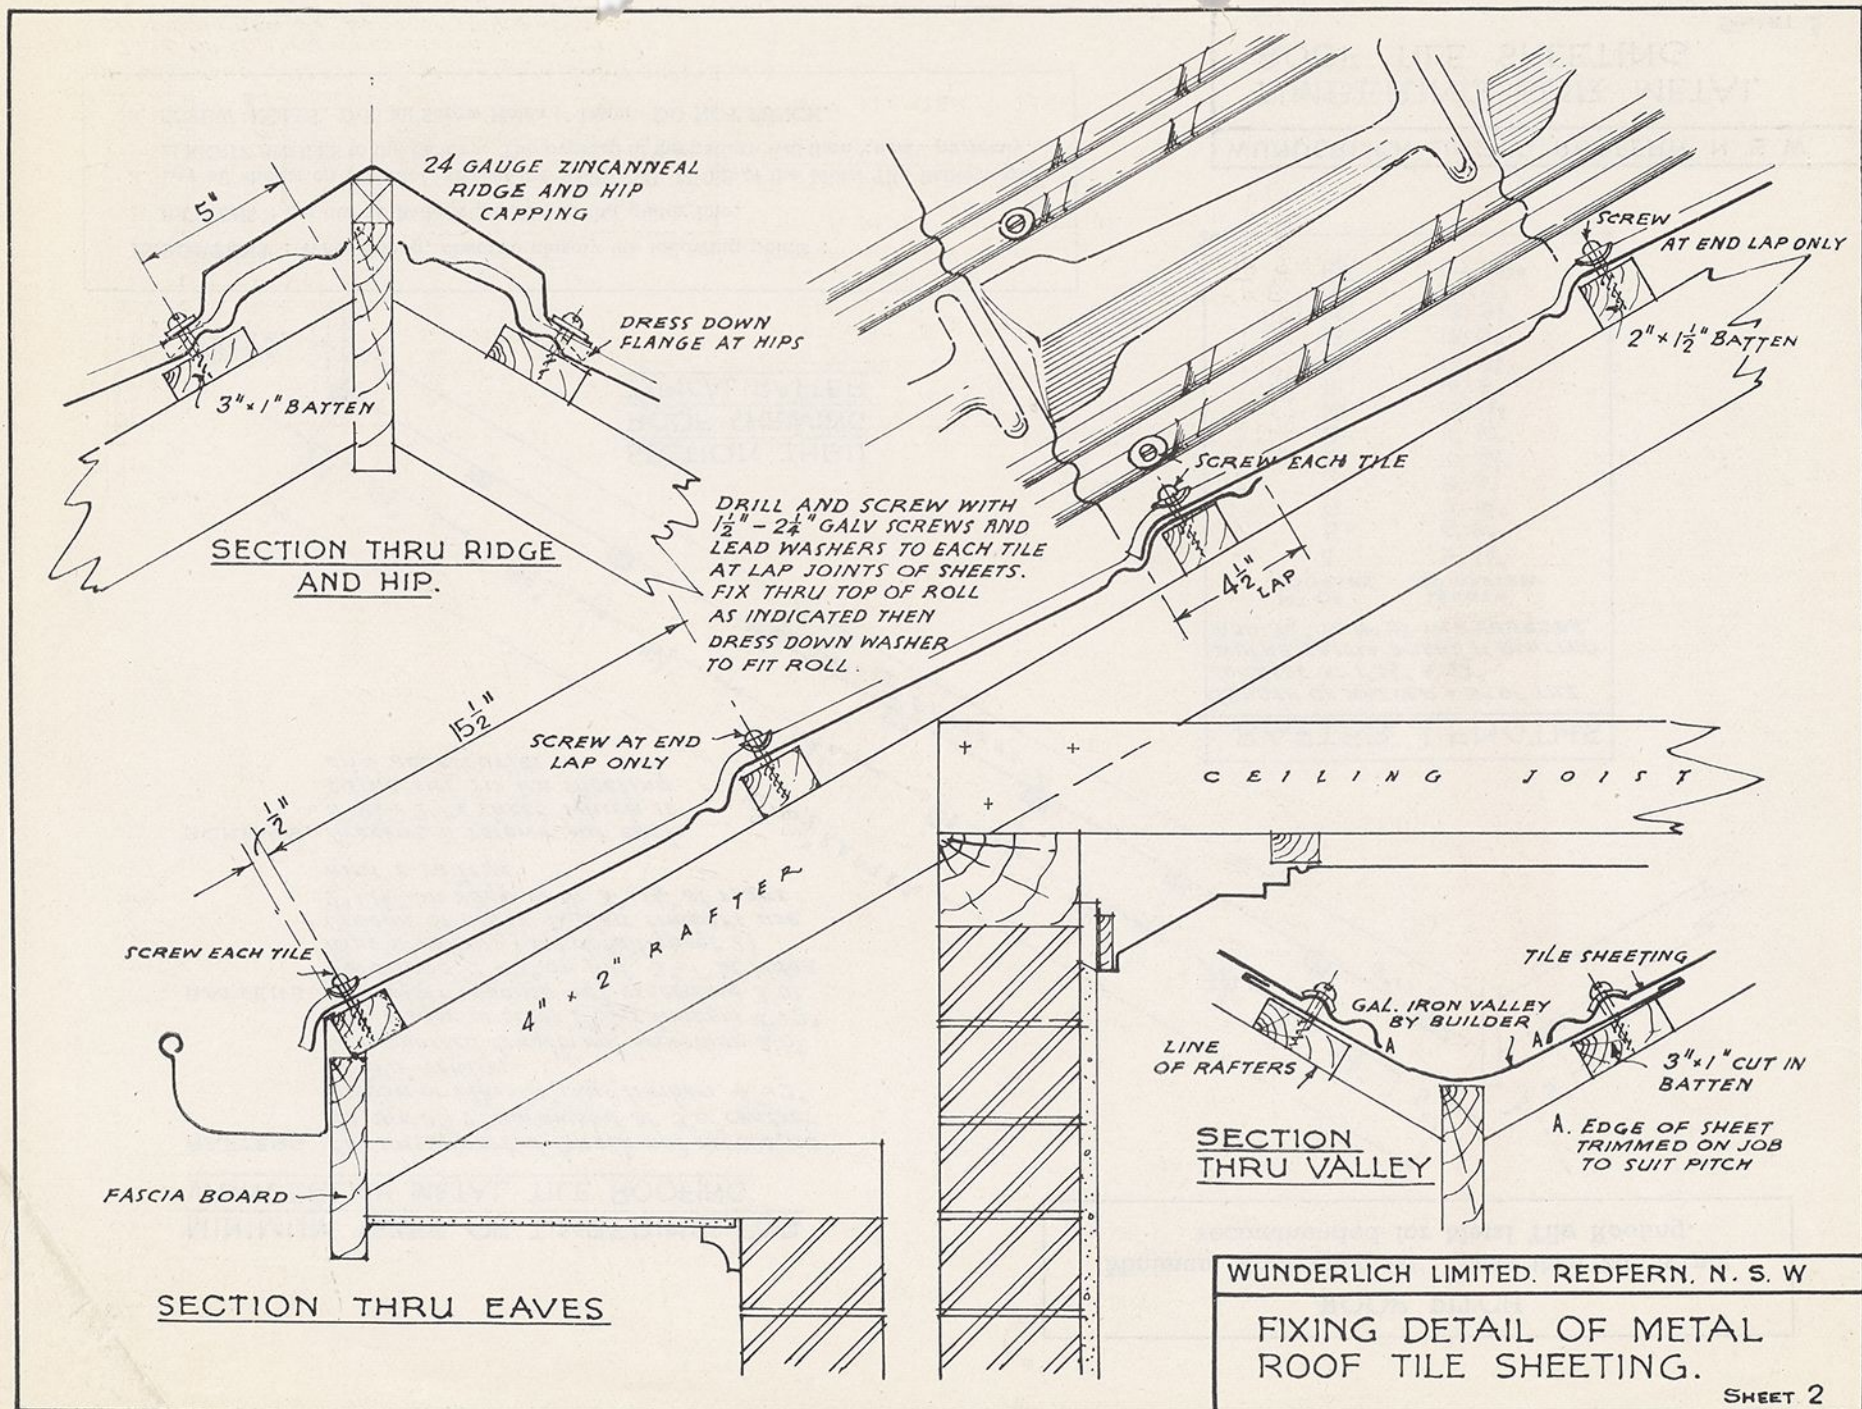 5"
24 GAUGE ZINCANNEAL
RIDGE AND HIP
CAPPING
DRESS DOWN
FLANGE AT HIPS
3" x 1" BATTEN
SECTION THRU RIDGE
AND HIP.
SCREW
AT END LAP ONLY
2" x 1½" BATTEN
SCREW EACH TILE
4½"
LAP
DRILL AND SCREW WITH
1½" – 2¼" GALV SCREWS AND
LEAD WASHERS TO EACH TILE
AT LAP JOINTS OF SHEETS.
FIX THRU TOP OF ROLL
AS INDICATED THEN
DRESS DOWN WASHER
TO FIT ROLL.
15½"
SCREW AT END
LAP ONLY
½"
SCREW EACH TILE
4" x 2" RAFTER
CEILING JOIST
FASCIA BOARD
SECTION THRU EAVES
TILE SHEETING
GAL. IRON VALLEY
BY BUILDER
A
A
LINE
OF RAFTERS
3" x 1" CUT IN
BATTEN
SECTION
THRU VALLEY
A. EDGE OF SHEET
TRIMMED ON JOB
TO SUIT PITCH
WUNDERLICH LIMITED. REDFERN. N. S. W
FIXING DETAIL OF METAL
ROOF TILE SHEETING.
SHEET 2